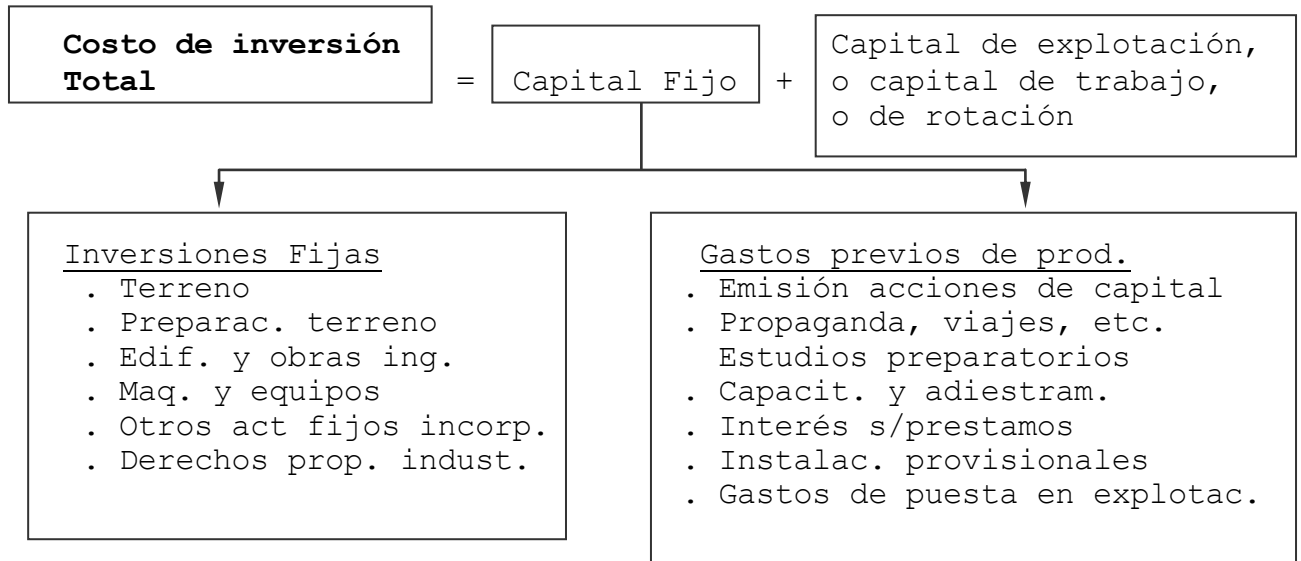 Costo de inversión
Total
=
Capital Fijo
+
Capital de explotación,
o capital de trabajo,
o de rotación
Inversiones Fijas
. Terreno
. Preparac. terreno
. Edif. y obras ing.
. Maq. y equipos
. Otros act fijos incorp.
. Derechos prop. indust.
Gastos previos de prod.
. Emisión acciones de capital
. Propaganda, viajes, etc.
Estudios preparatorios
. Capacit. y adiestram.
. Interés s/prestamos
. Instalac. provisionales
. Gastos de puesta en explotac.